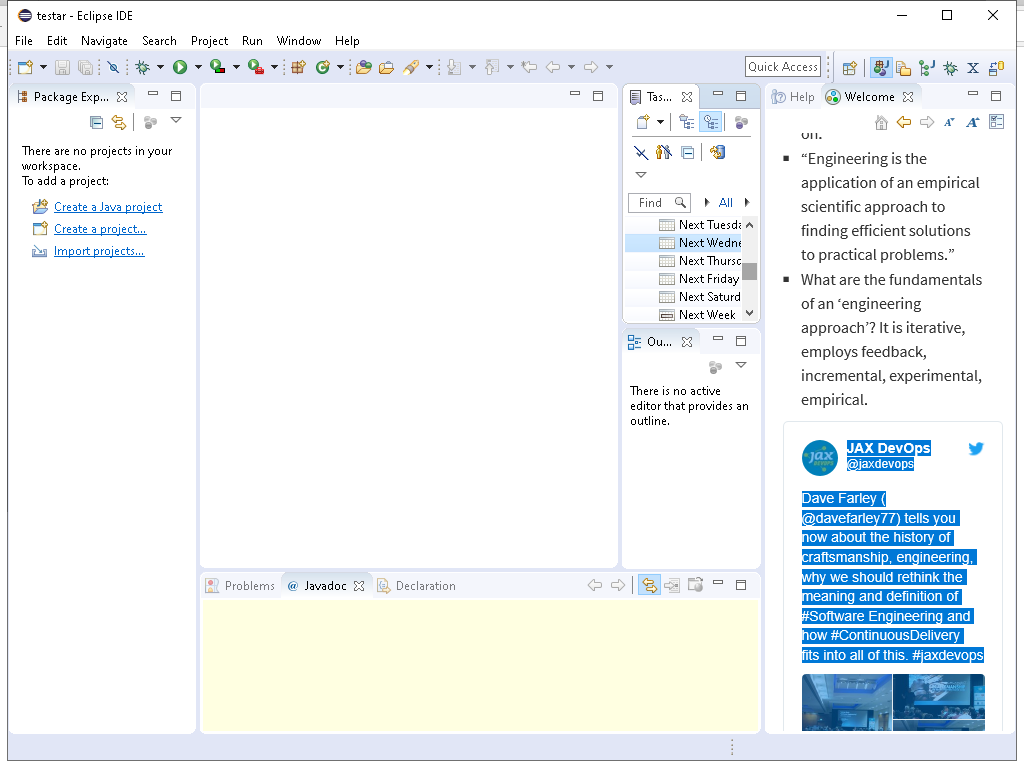 testar - Eclipse IDE
File Edit Navigate Search Project Run Window Help
Quick Access
Package Exp...
There are no projects in your
workspace.
To add a project:
Create a Java project
Create a project...
Import projects...
Tas...
Find
All
Next Tuesda
Next Wedne
Next Thursd
Next Friday
Next Saturd
Next Week
Ou...
There is no active
editor that provides an
outline.
Problems @ Javadoc Declaration
Help Welcome
on.
“Engineering is the
application of an empirical
scientific approach to
finding efficient solutions
to practical problems.”
What are the fundamentals
of an ‘engineering
approach’? It is iterative,
employs feedback,
incremental, experimental,
empirical.
jax
DEVOPS
JAX DevOps
@jaxdevops
Dave Farley (
@davefarley77) tells you
now about the history of
craftsmanship, engineering,
why we should rethink the
meaning and definition of
#Software Engineering and
how #ContinuousDelivery
fits into all of this. #jaxdevops